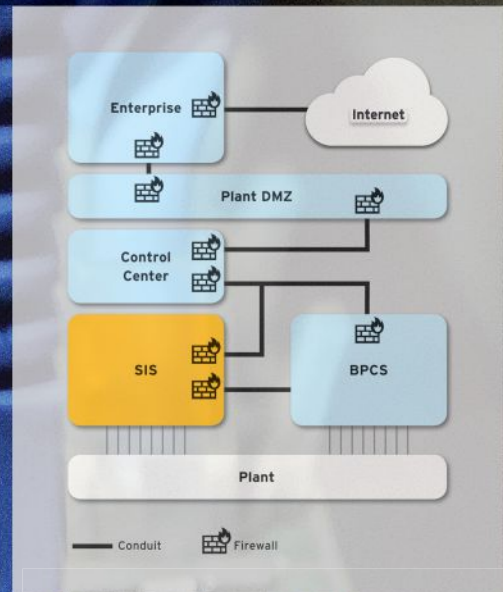 Enterprise
Internet
Plant DMZ
Control
Center
SIS
BPCS
Plant
Conduit
Firewall